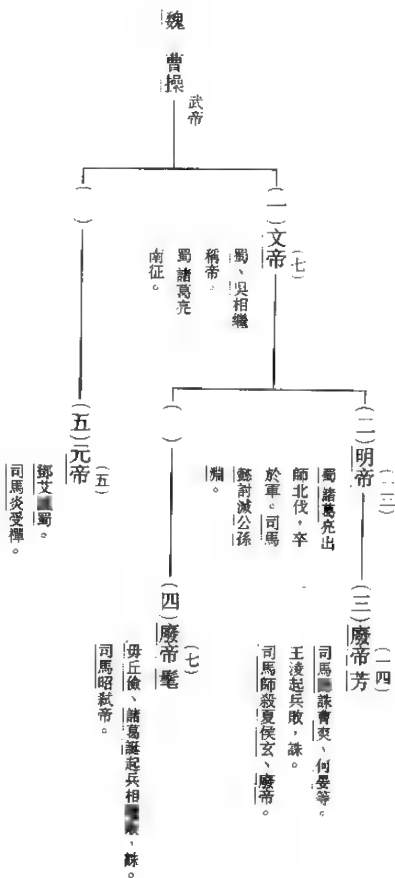 魏 曹操
武帝
(一)文帝
(七)
蜀、吳相繼
稱帝。
蜀諸葛亮
南征。
(二)明帝
蜀諸葛亮出
師北伐,卒
於軍。司馬
懿討滅公孫
淵。
(三)廢帝芳
(一四)
司馬誅曹爽、何晏等。
王淩起兵敗,誅。
司馬師殺夏侯玄、廢帝。
( )
(四)廢帝髦
(七)
毋丘儉、諸葛誕起兵相,誅。
司馬昭弒帝。
( )
(五)元帝
(五)
鄧艾蜀。
司馬炎受禪。